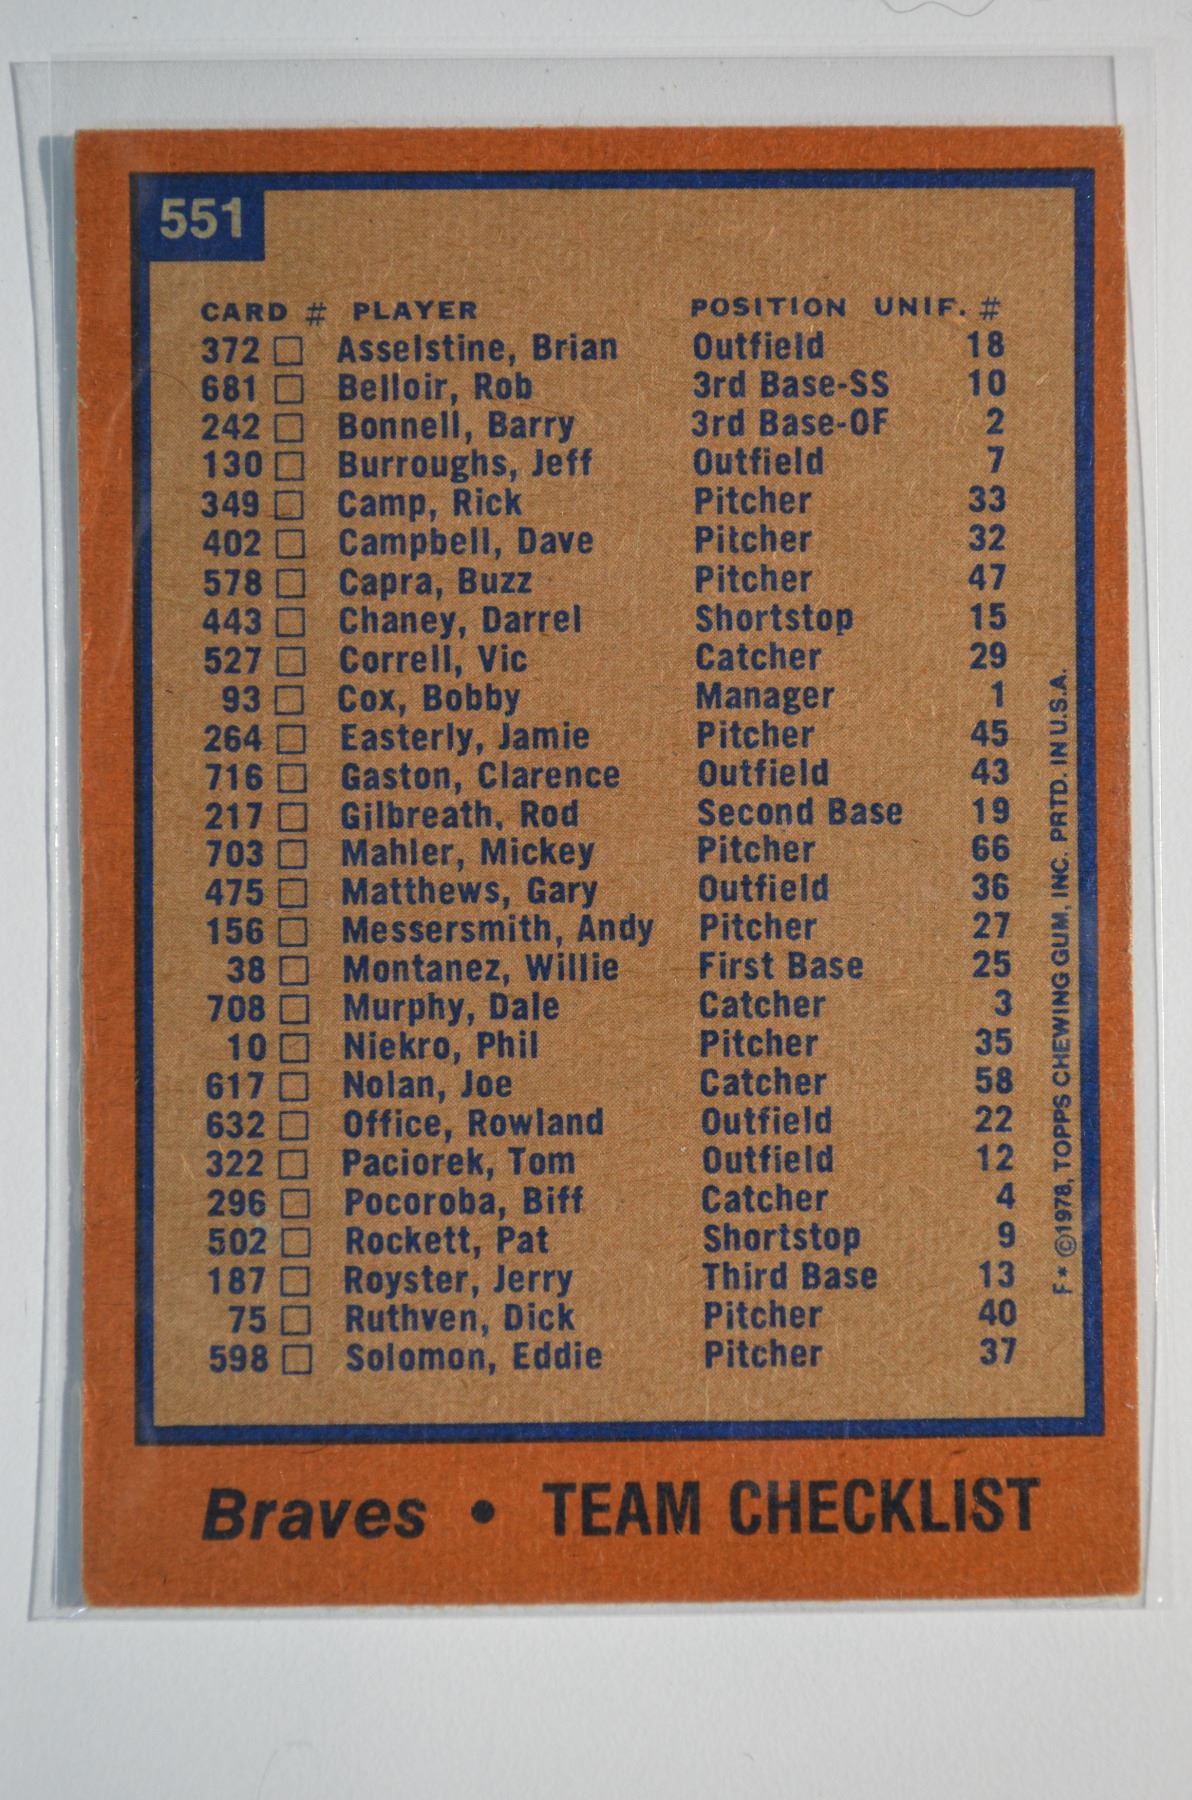 551
CARD # PLAYER POSITION UNIF. #
372 Asselstine, Brian Outfield 18
681 Belloir, Rob 3rd Base-SS 10
242 Bonnell, Barry 3rd Base-OF 2
130 Burroughs, Jeff Outfield 7
349 Camp, Rick Pitcher 33
402 Campbell, Dave Pitcher 32
578 Capra, Buzz Pitcher 47
443 Chaney, Darrel Shortstop 15
527 Correll, Vic Catcher 29
93 Cox, Bobby Manager 1
264 Easterly, Jamie Pitcher 45
716 Gaston, Clarence Outfield 43
217 Gilbreath, Rod Second Base 19
703 Mahler, Mickey Pitcher 66
475 Matthews, Gary Outfield 36
156 Messersmith, Andy Pitcher 27
38 Montanez, Willie First Base 25
708 Murphy, Dale Catcher 3
10 Niekro, Phil Pitcher 35
617 Nolan, Joe Catcher 58
632 Office, Rowland Outfield 22
322 Paciorek, Tom Outfield 12
296 Pocoroba, Biff Catcher 4
502 Rockett, Pat Shortstop 9
187 Royster, Jerry Third Base 13
75 Ruthven, Dick Pitcher 40
598 Solomon, Eddie Pitcher 37
F★ ©1978, TOPPS CHEWING GUM, INC. PRTD. IN U.S.A.
Braves • TEAM CHECKLIST